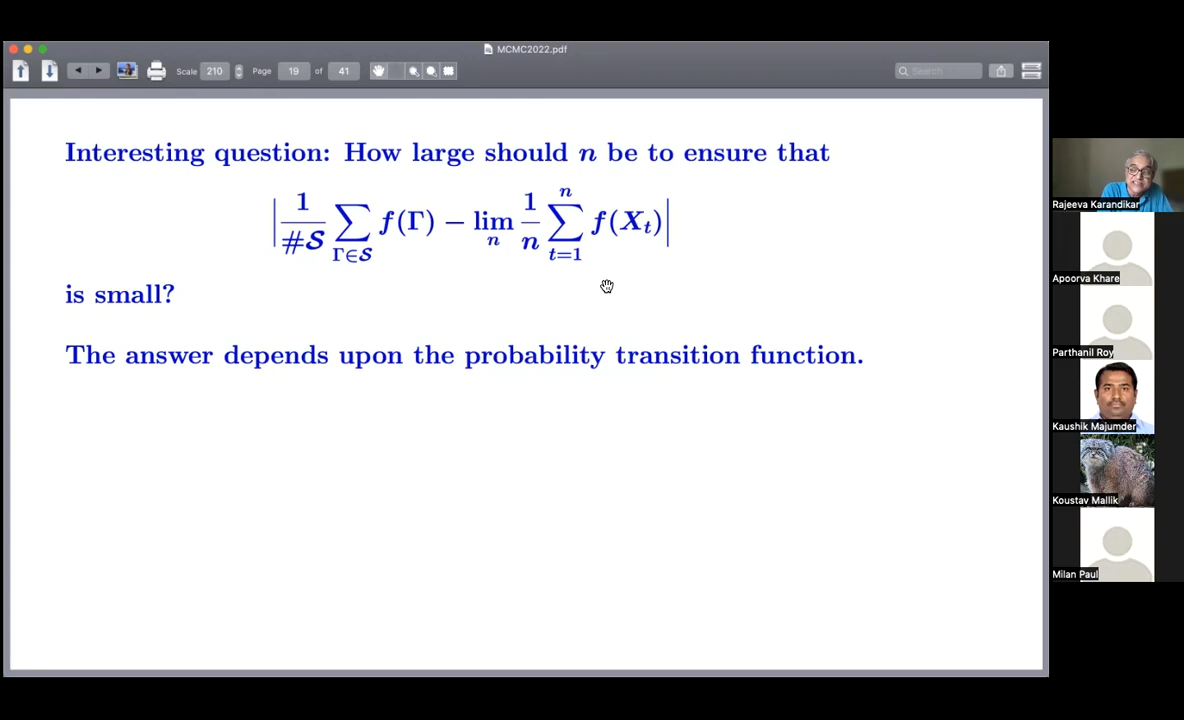 MCMC2022.pdf
Scale 210 Page 19 of 41 Search
Interesting question: How large should n be to ensure that
|1/#𝓢 ∑_{Γ∈𝓢} f(Γ) − lim_n 1/n ∑_{t=1}^{n} f(X_t)|
is small?
The answer depends upon the probability transition function.
Rajeeva Karandikar
Apoorva Khare
Parthanil Roy
Kaushik Majumder
Koustav Mallik
Milan Paul